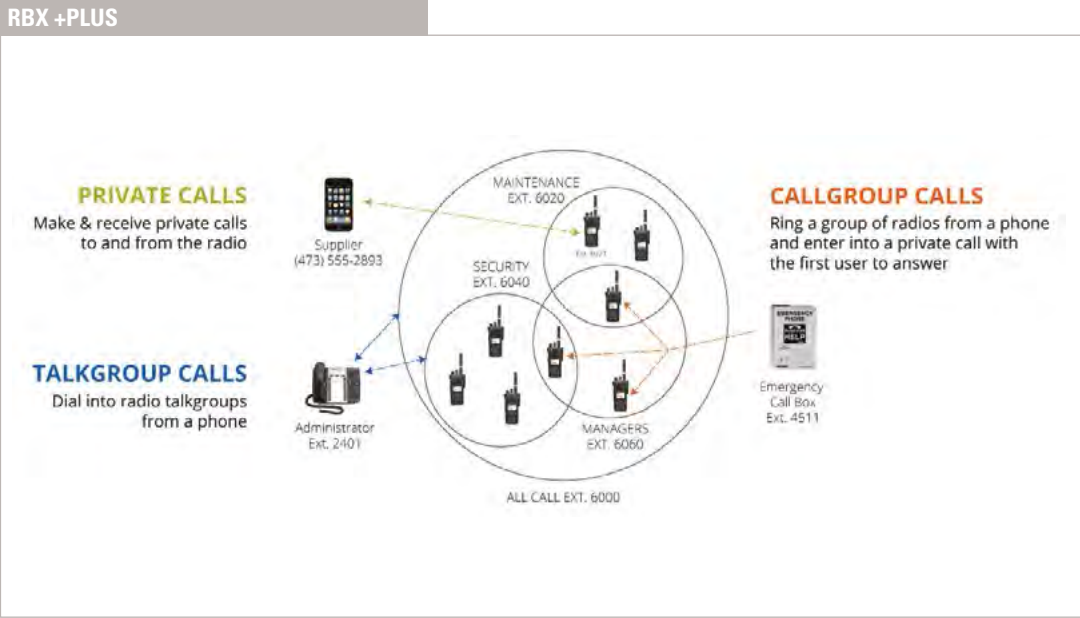 RBX +PLUS
PRIVATE CALLS
Make & receive private calls
to and from the radio
Supplier
(473) 555-2893
MAINTENANCE
EXT. 6020
SECURITY
EXT. 6040
CALLGROUP CALLS
Ring a group of radios from a phone
and enter into a private call with
the first user to answer
EMERGENCY
PHONE
HELP
Emergency
Call Box
Ext. 4511
TALKGROUP CALLS
Dial into radio talkgroups
from a phone
Administrator
Ext. 2401
MANAGERS
EXT. 6060
ALL CALL EXT. 6000